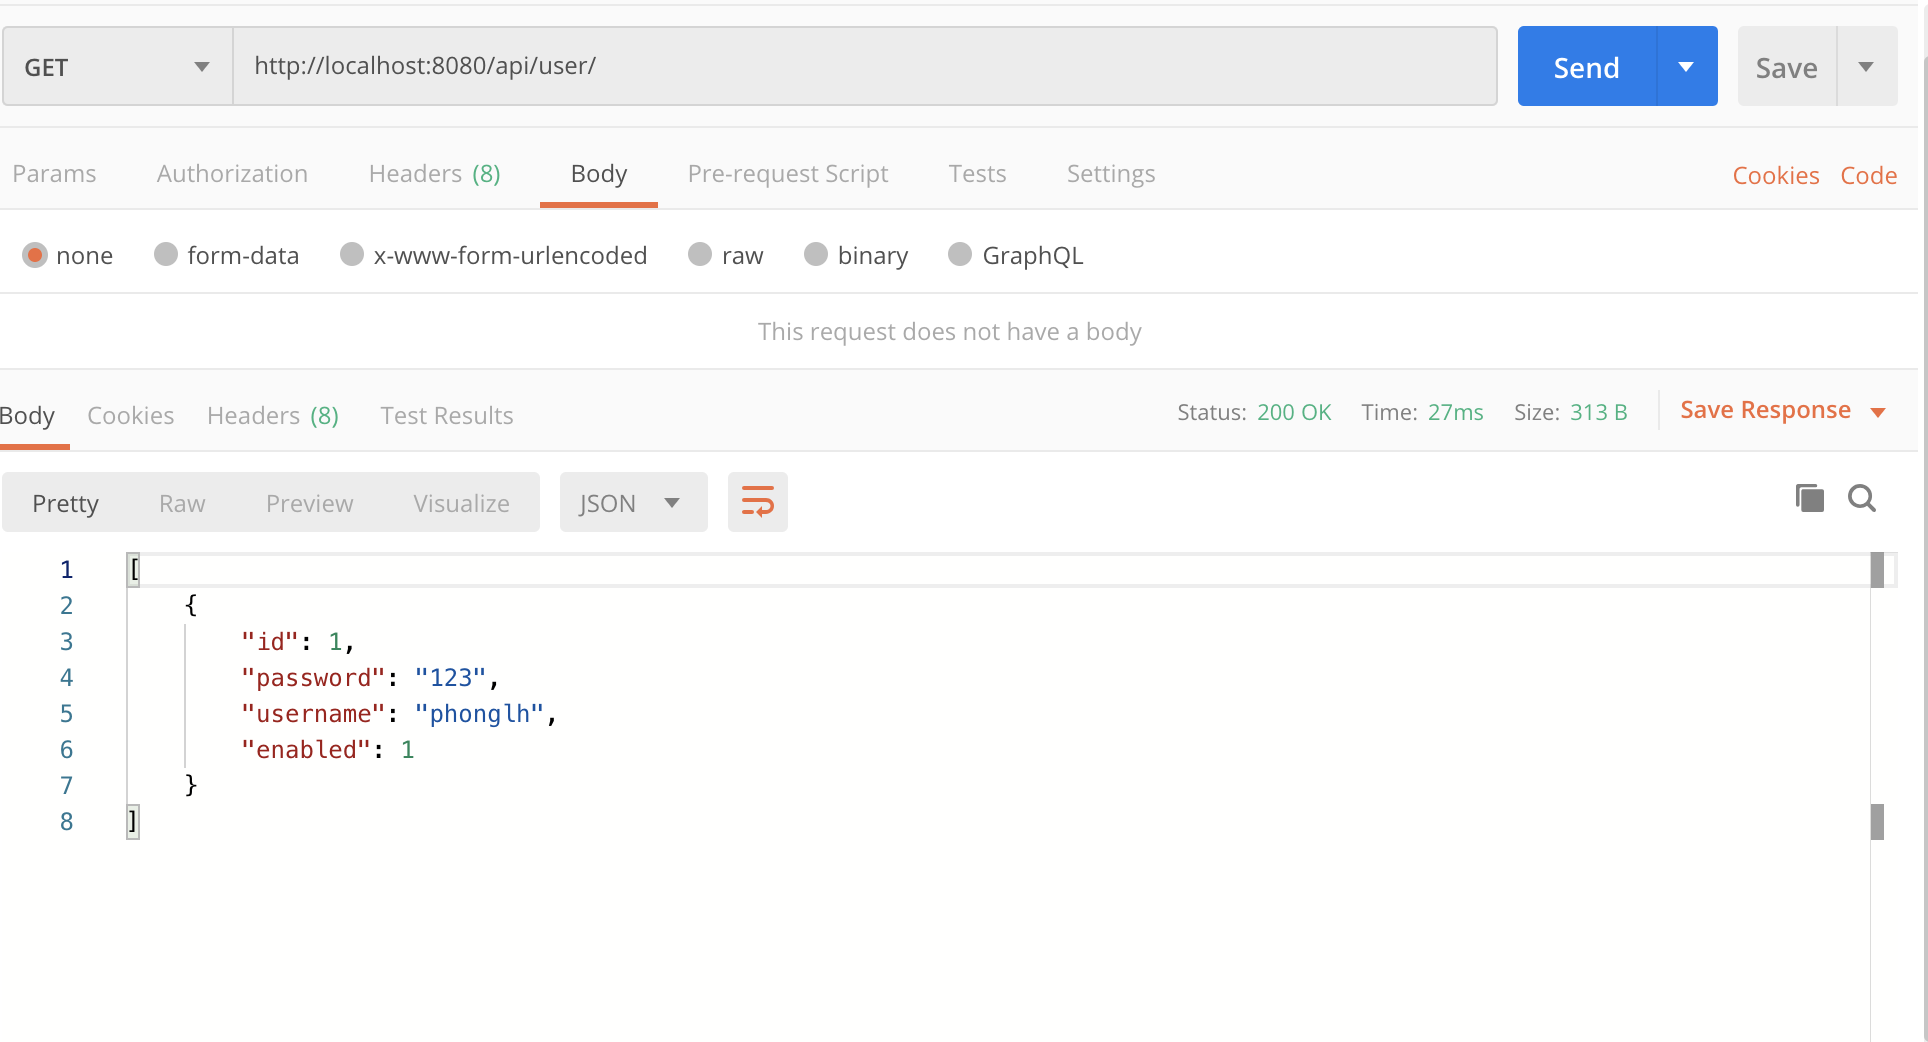 GET http://localhost:8080/api/user/ Send Save
Params Authorization Headers (8) Body Pre-request Script Tests Settings Cookies Code
none form-data x-www-form-urlencoded raw binary GraphQL
This request does not have a body
Body Cookies Headers (8) Test Results Status: 200 OK Time: 27ms Size: 313 B Save Response
Pretty Raw Preview Visualize JSON
1 [
2 {
3 "id": 1,
4 "password": "123",
5 "username": "phonglh",
6 "enabled": 1
7 }
8 ]